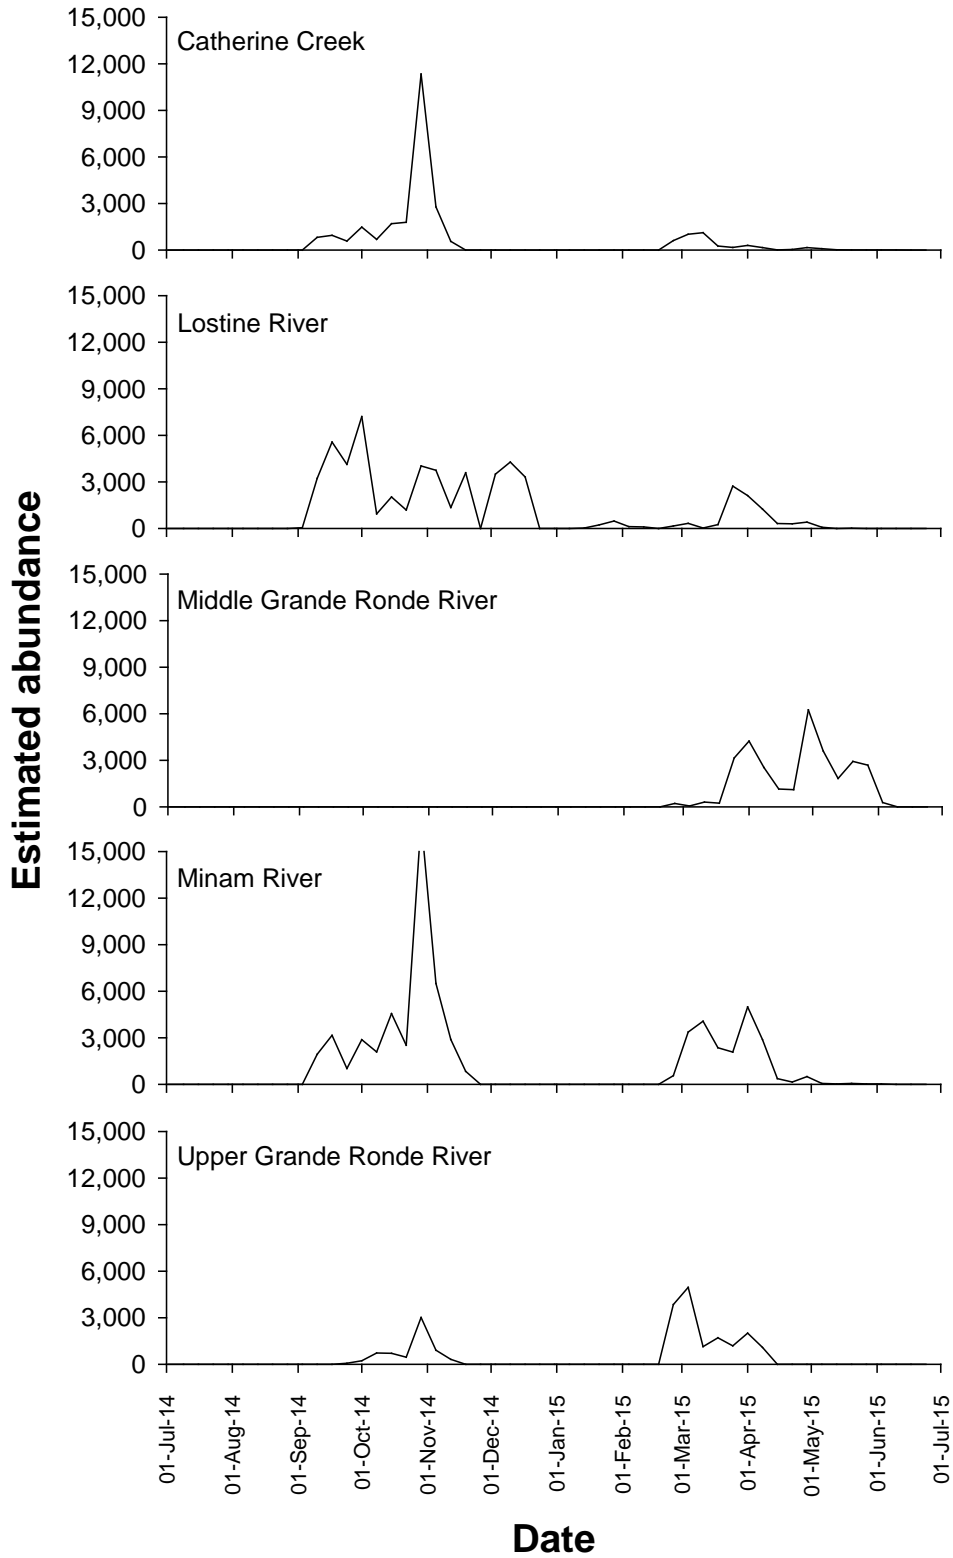 15,000
Catherine Creek
12,000
9,000
6,000
3,000
0
15,000
Lostine River
12,000
9,000
6,000
3,000
0
Estimated abundance
15,000
Middle Grande Ronde River
12,000
9,000
6,000
3,000
0
15,000
Minam River
12,000
9,000
6,000
3,000
0
15,000
Upper Grande Ronde River
12,000
9,000
6,000
3,000
0
01-Jul-14
01-Aug-14
01-Sep-14
01-Oct-14
01-Nov-14
01-Dec-14
01-Jan-15
01-Feb-15
01-Mar-15
01-Apr-15
01-May-15
01-Jun-15
01-Jul-15
Date